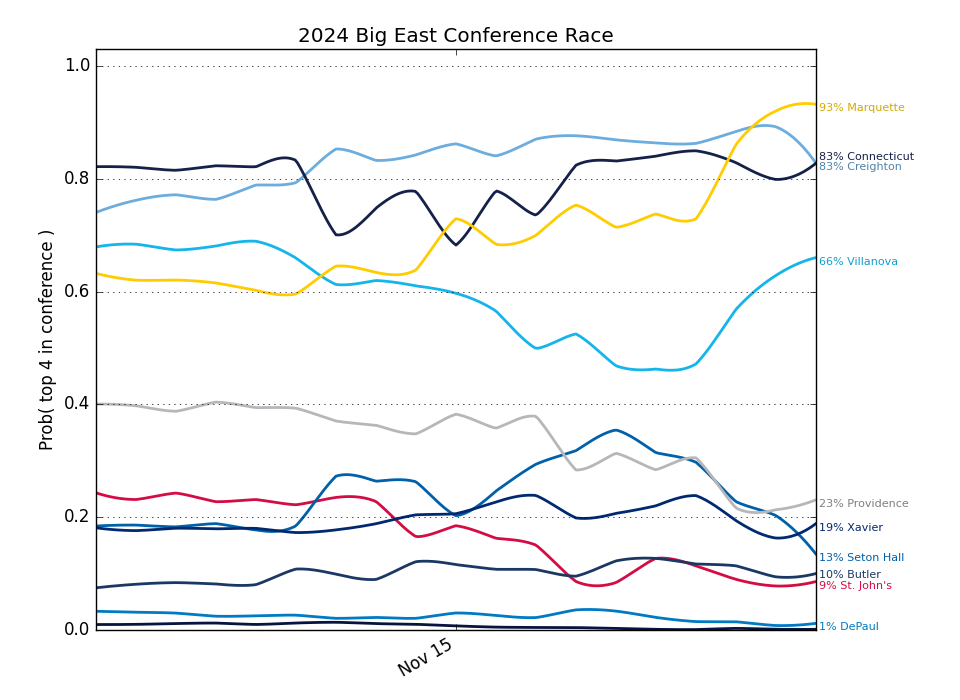 2024 Big East Conference Race
Prob( top 4 in conference )
1.0
0.8
0.6
0.4
0.2
0.0
Nov 15
93% Marquette
83% Connecticut
83% Creighton
66% Villanova
23% Providence
19% Xavier
13% Seton Hall
10% Butler
9% St. John's
1% DePaul